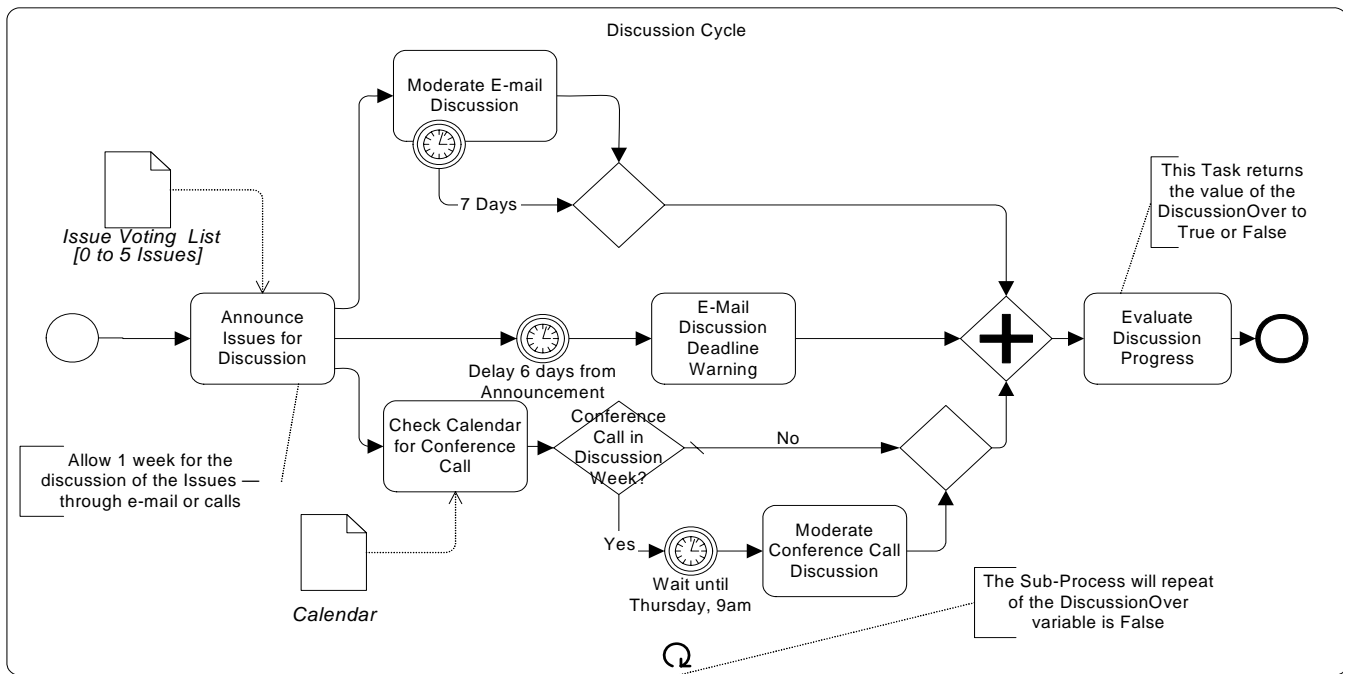 Discussion Cycle
Moderate E-mail
Discussion
7 Days
This Task returns
the value of the
DiscussionOver to
True or False
Issue Voting List
[0 to 5 Issues]
Announce
Issues for
Discussion
Delay 6 days from
Announcement
E-Mail
Discussion
Deadline
Warning
Evaluate
Discussion
Progress
Allow 1 week for the
discussion of the Issues —
through e-mail or calls
Check Calendar
for Conference
Call
Conference
Call in
Discussion
Week?
No
Yes
Wait until
Thursday, 9am
Moderate
Conference Call
Discussion
Calendar
The Sub-Process will repeat
of the DiscussionOver
variable is False